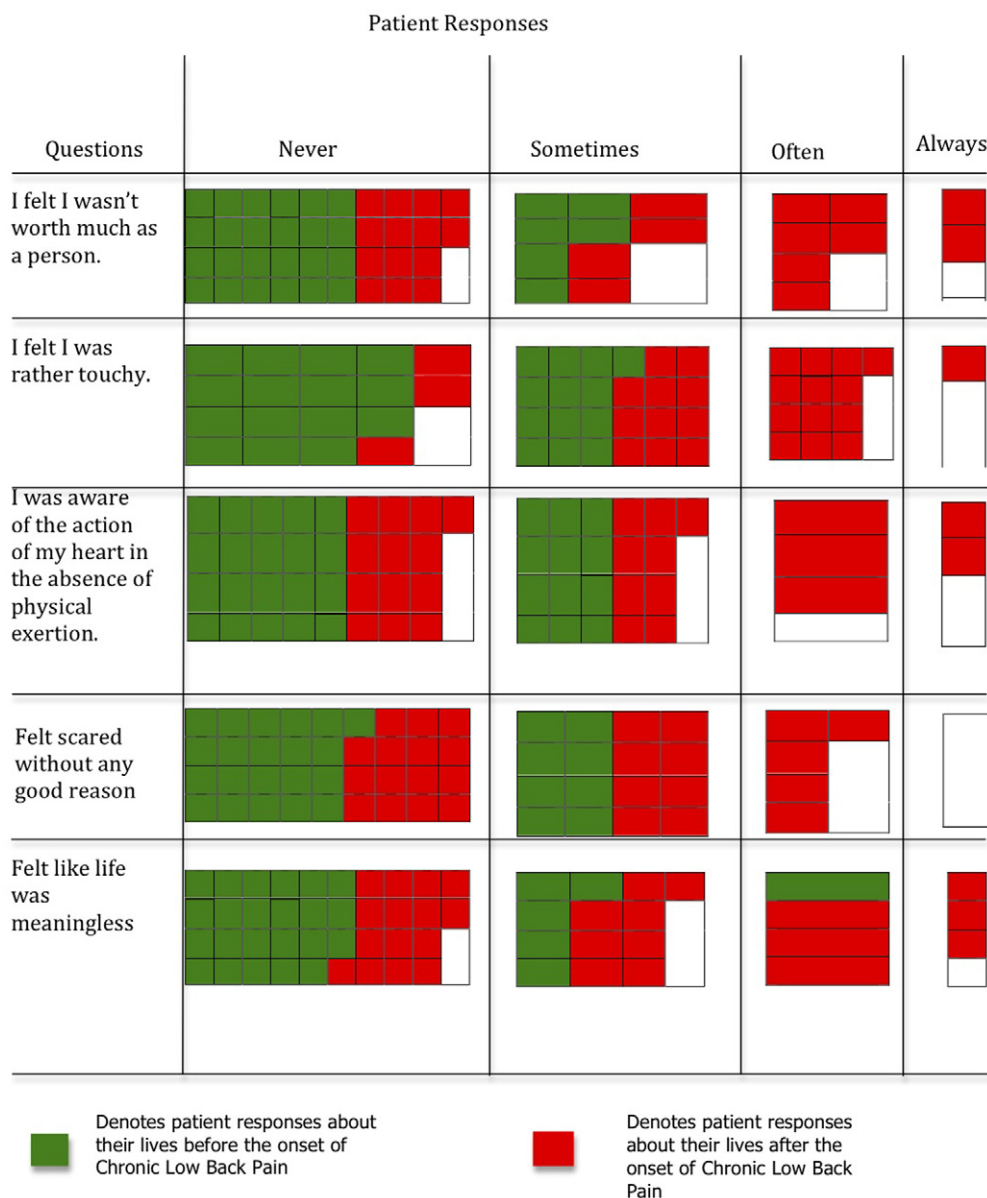 Patient Responses
Questions
Never
Sometimes
Often
Always
I felt I wasn’t
worth much as
a person.
I felt I was
rather touchy.
I was aware
of the action
of my heart in
the absence of
physical
exertion.
Felt scared
without any
good reason
Felt like life
was
meaningless
Denotes patient responses about
their lives before the onset of
Chronic Low Back Pain
Denotes patient responses
about their lives after the
onset of Chronic Low Back
Pain